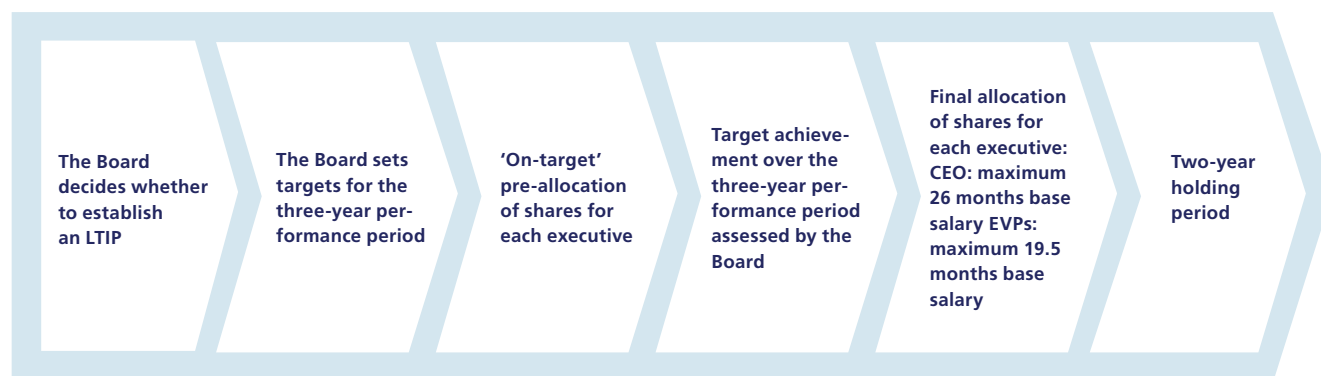 The Board
decides whether
to establish
an LTIP
The Board sets
targets for the
three-year per-
formance period
‘On-target’
pre-allocation
of shares for
each executive
Target achieve-
ment over the
three-year per-
formance period
assessed by the
Board
Final allocation
of shares for
each executive:
CEO: maximum
26 months base
salary EVPs:
maximum 19.5
months base
salary
Two-year
holding
period